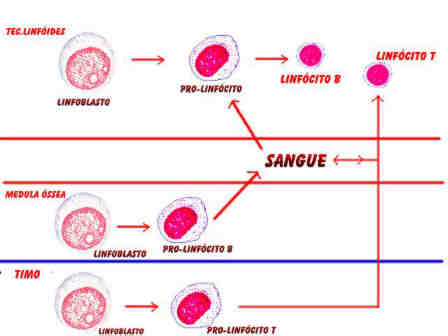 TEC.LINFÓIDES
LINFOBLASTO
PRO-LINFÓCITO
LINFÓCITO B
LINFÓCITO T
SANGUE
MEDULA ÓSSEA
LINFOBLASTO
PRO-LINFÓCITO B
TIMO
LINFOBLASTO
PRO-LINFÓCITO T